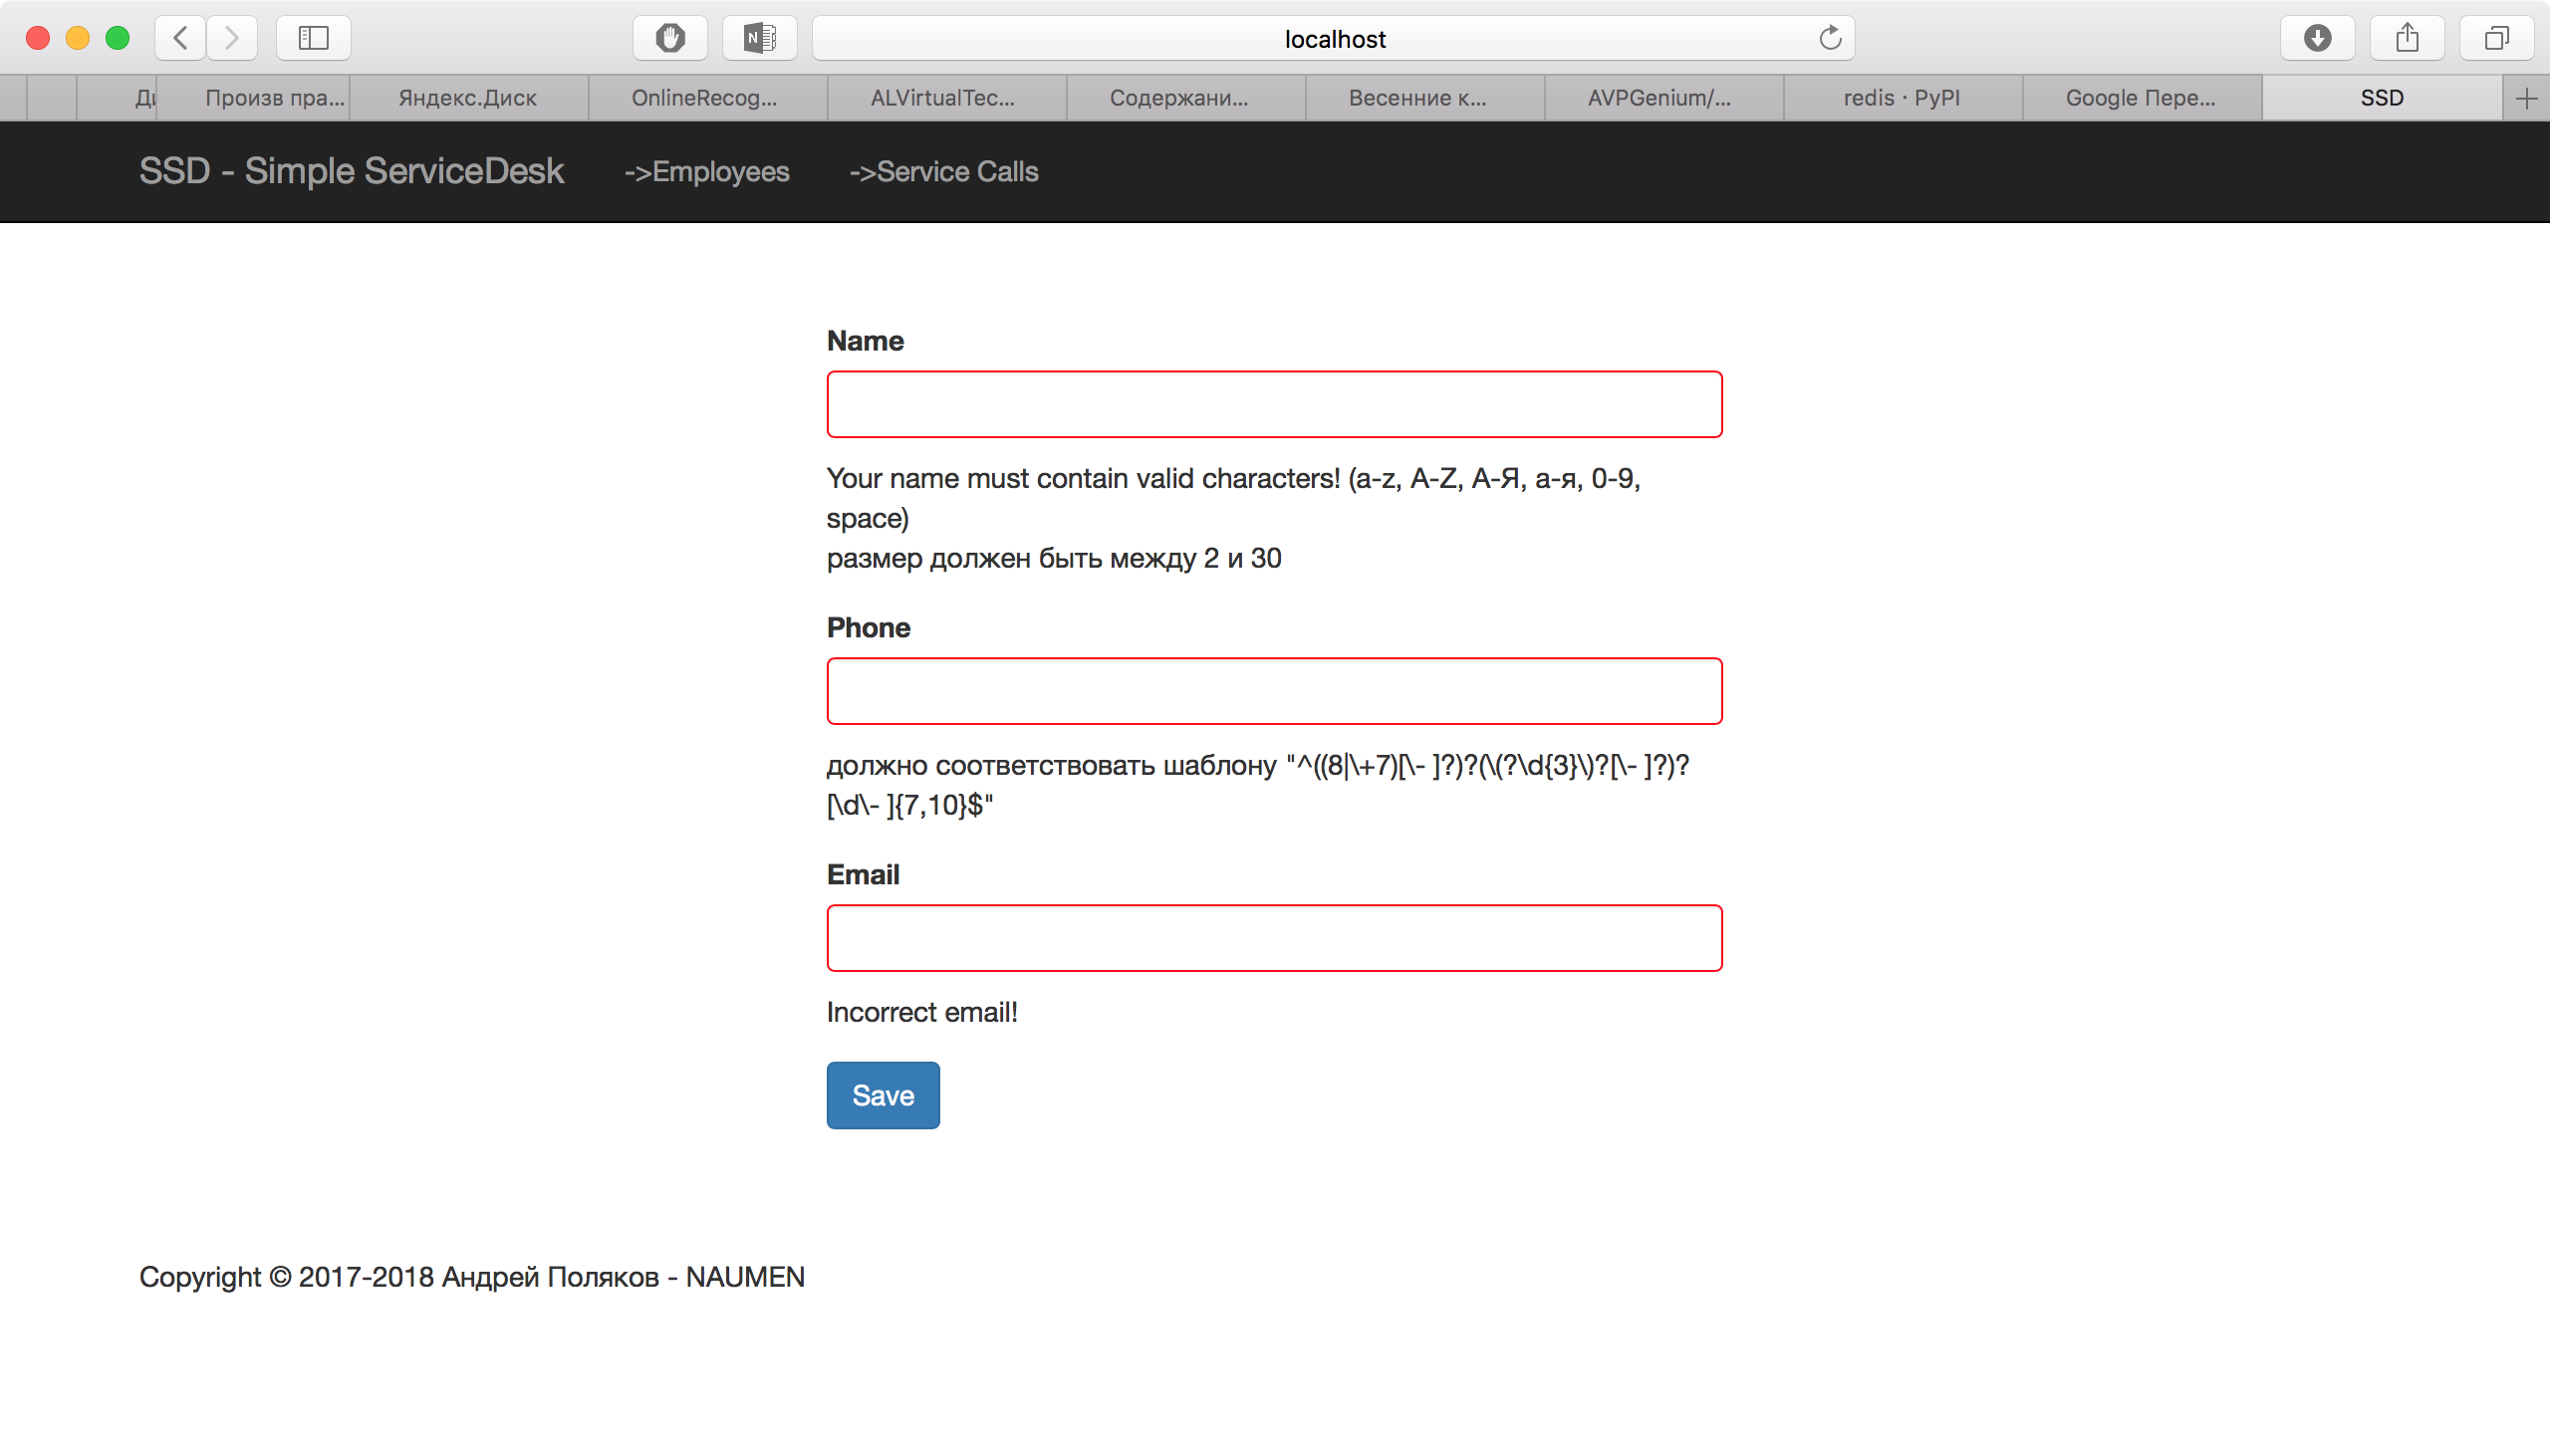 localhost
Произв пра... Яндекс.Диск OnlineRecog... ALVirtualTec... Содержани... Весенние к... AVPGenium/... redis · PyPI Google Пере... SSD
SSD - Simple ServiceDesk ->Employees ->Service Calls
Name
Your name must contain valid characters! (a-z, A-Z, А-Я, а-я, 0-9,
space)
размер должен быть между 2 и 30
Phone
должно соответствовать шаблону "^((8|\+7)[\- ]?)?(\(?\d{3}\)?[\- ]?)?
[\d\- ]{7,10}$"
Email
Incorrect email!
Save
Copyright © 2017-2018 Андрей Поляков - NAUMEN